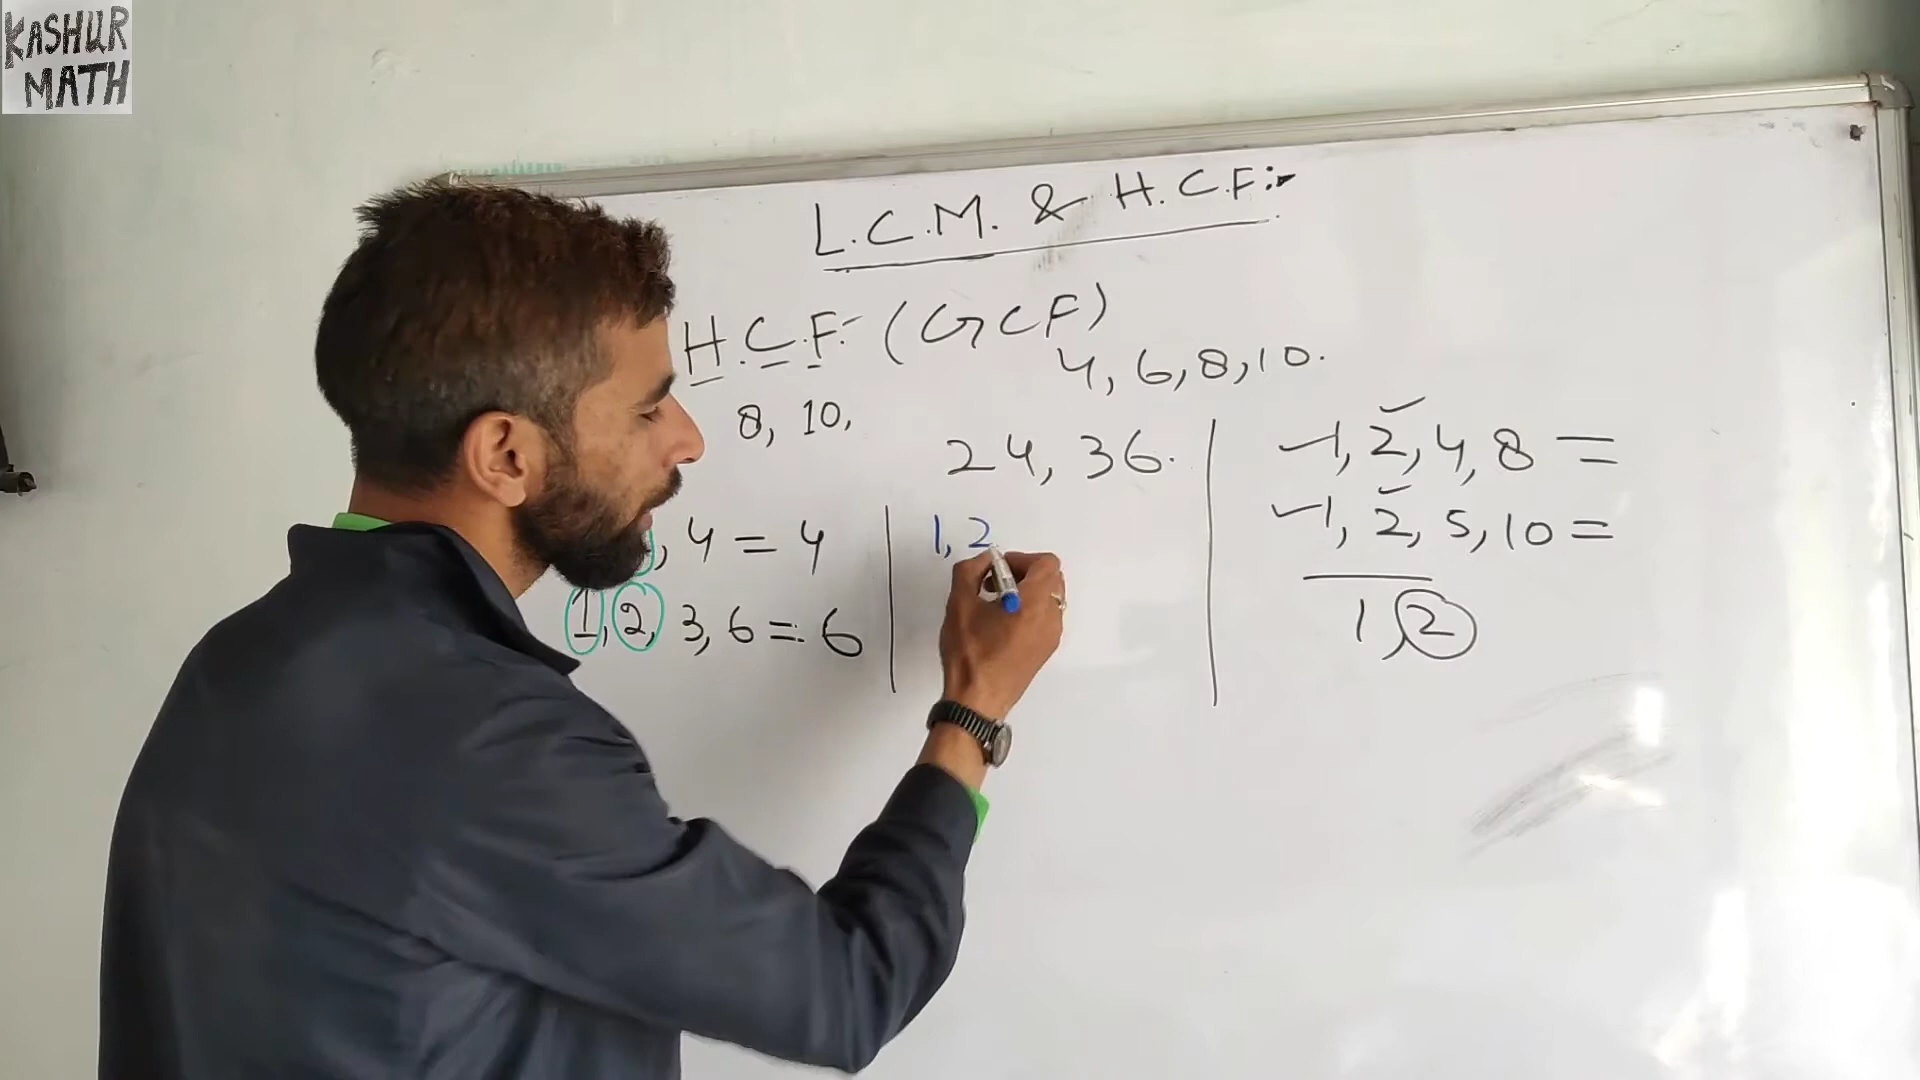 KASHUR
MATH
L.C.M. & H.C.F:-
H.C.F:- (GCF)
4, 6, 8, 10.
8, 10,
24, 36.
, 4 = 4
1, 2, 3, 6 = 6
1, 2
1, 2, 4, 8 =
1, 2, 5, 10 =
1, 2